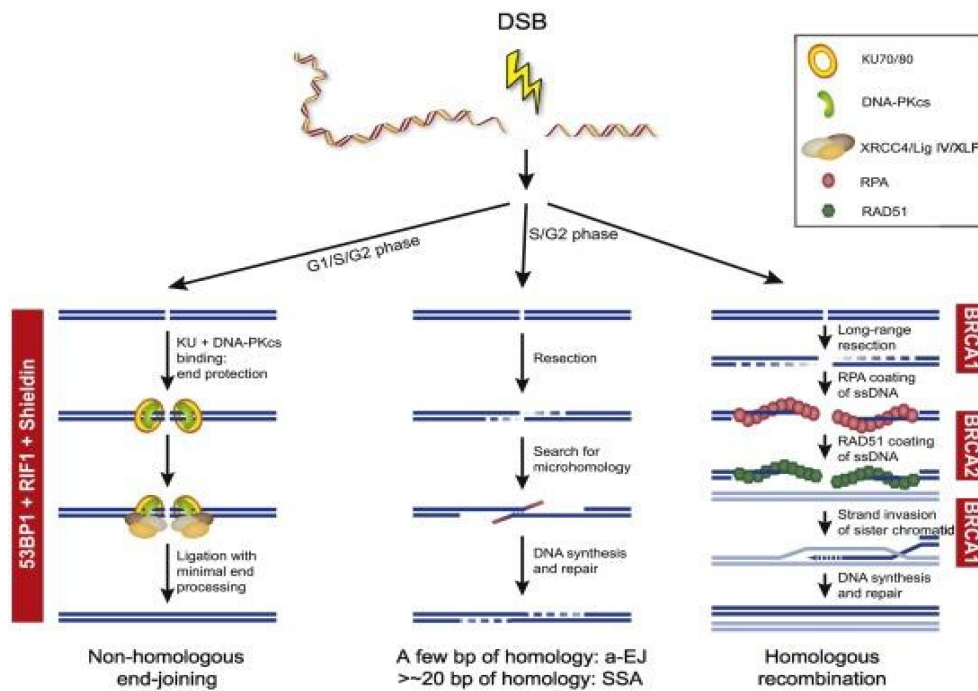 DSB
KU70/80
DNA-PKcs
XRCC4/Lig IV/XLF
RPA
RAD51
G1/S/G2 phase
S/G2 phase
53BP1 + RIF1 + Shieldin
KU + DNA-PKcs
binding:
end protection
Ligation with
minimal end
processing
Non-homologous
end-joining
Resection
Search for
microhomology
DNA synthesis
and repair
A few bp of homology: a-EJ
>~20 bp of homology: SSA
Long-range
resection
RPA coating
of ssDNA
RAD51 coating
of ssDNA
Strand invasion
of sister chromatid
DNA synthesis
and repair
Homologous
recombination
BRCA1
BRCA2
BRCA1